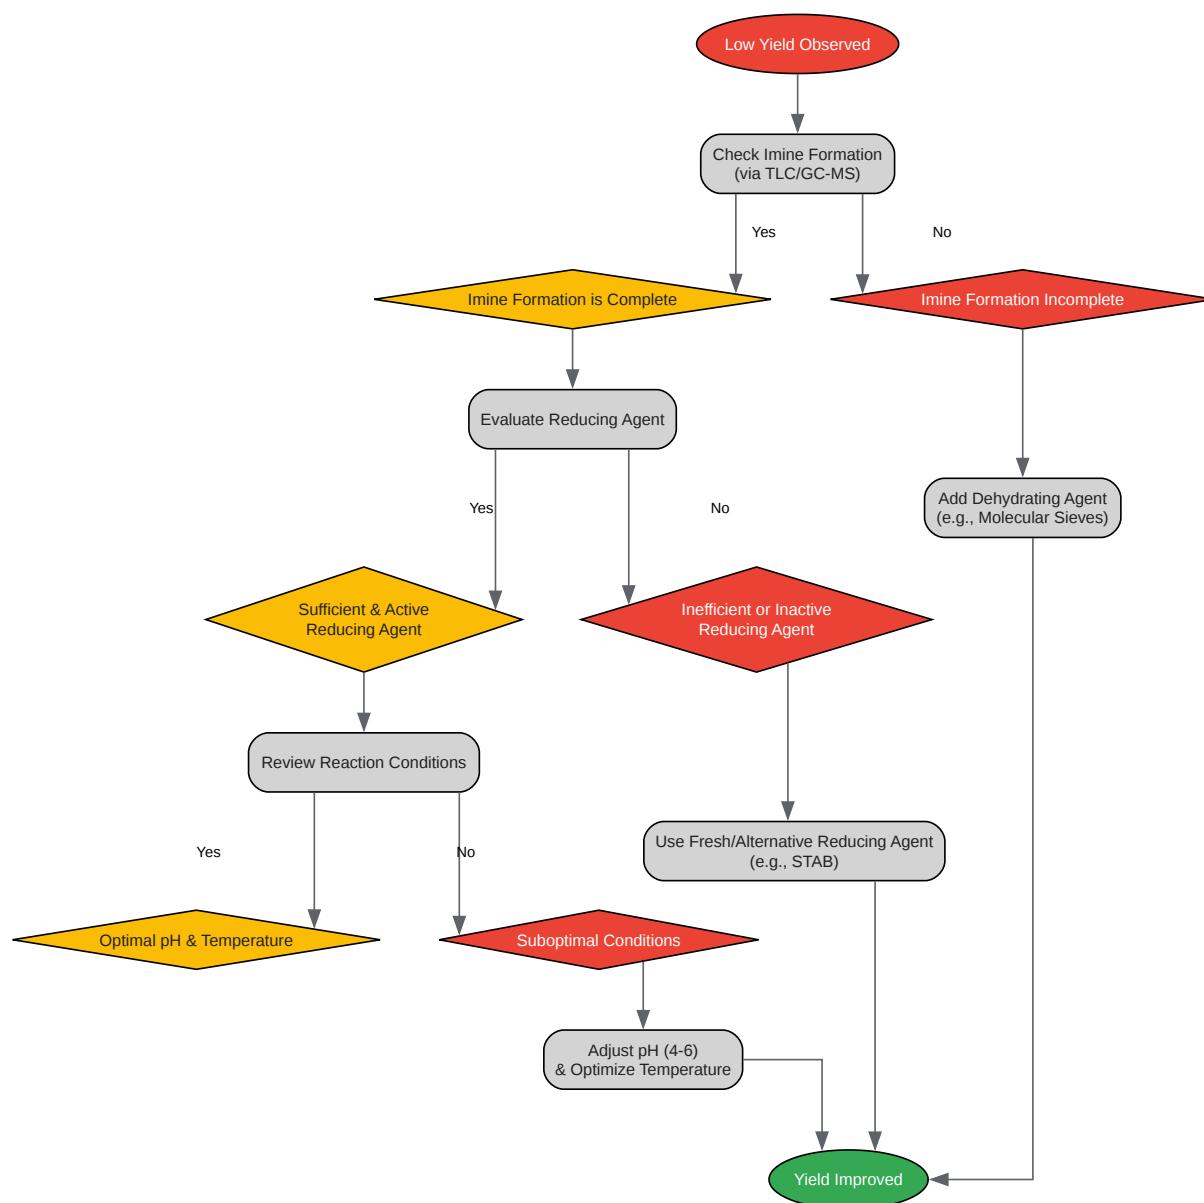 Low Yield Observed
Check Imine Formation
(via TLC/GC-MS)
Yes
No
Imine Formation is Complete
Imine Formation Incomplete
Evaluate Reducing Agent
Add Dehydrating Agent
(e.g., Molecular Sieves)
Yes
No
Sufficient & Active
Reducing Agent
Inefficient or Inactive
Reducing Agent
Review Reaction Conditions
Use Fresh/Alternative Reducing Agent
(e.g., STAB)
Yes
No
Optimal pH & Temperature
Suboptimal Conditions
Adjust pH (4-6)
& Optimize Temperature
Yield Improved